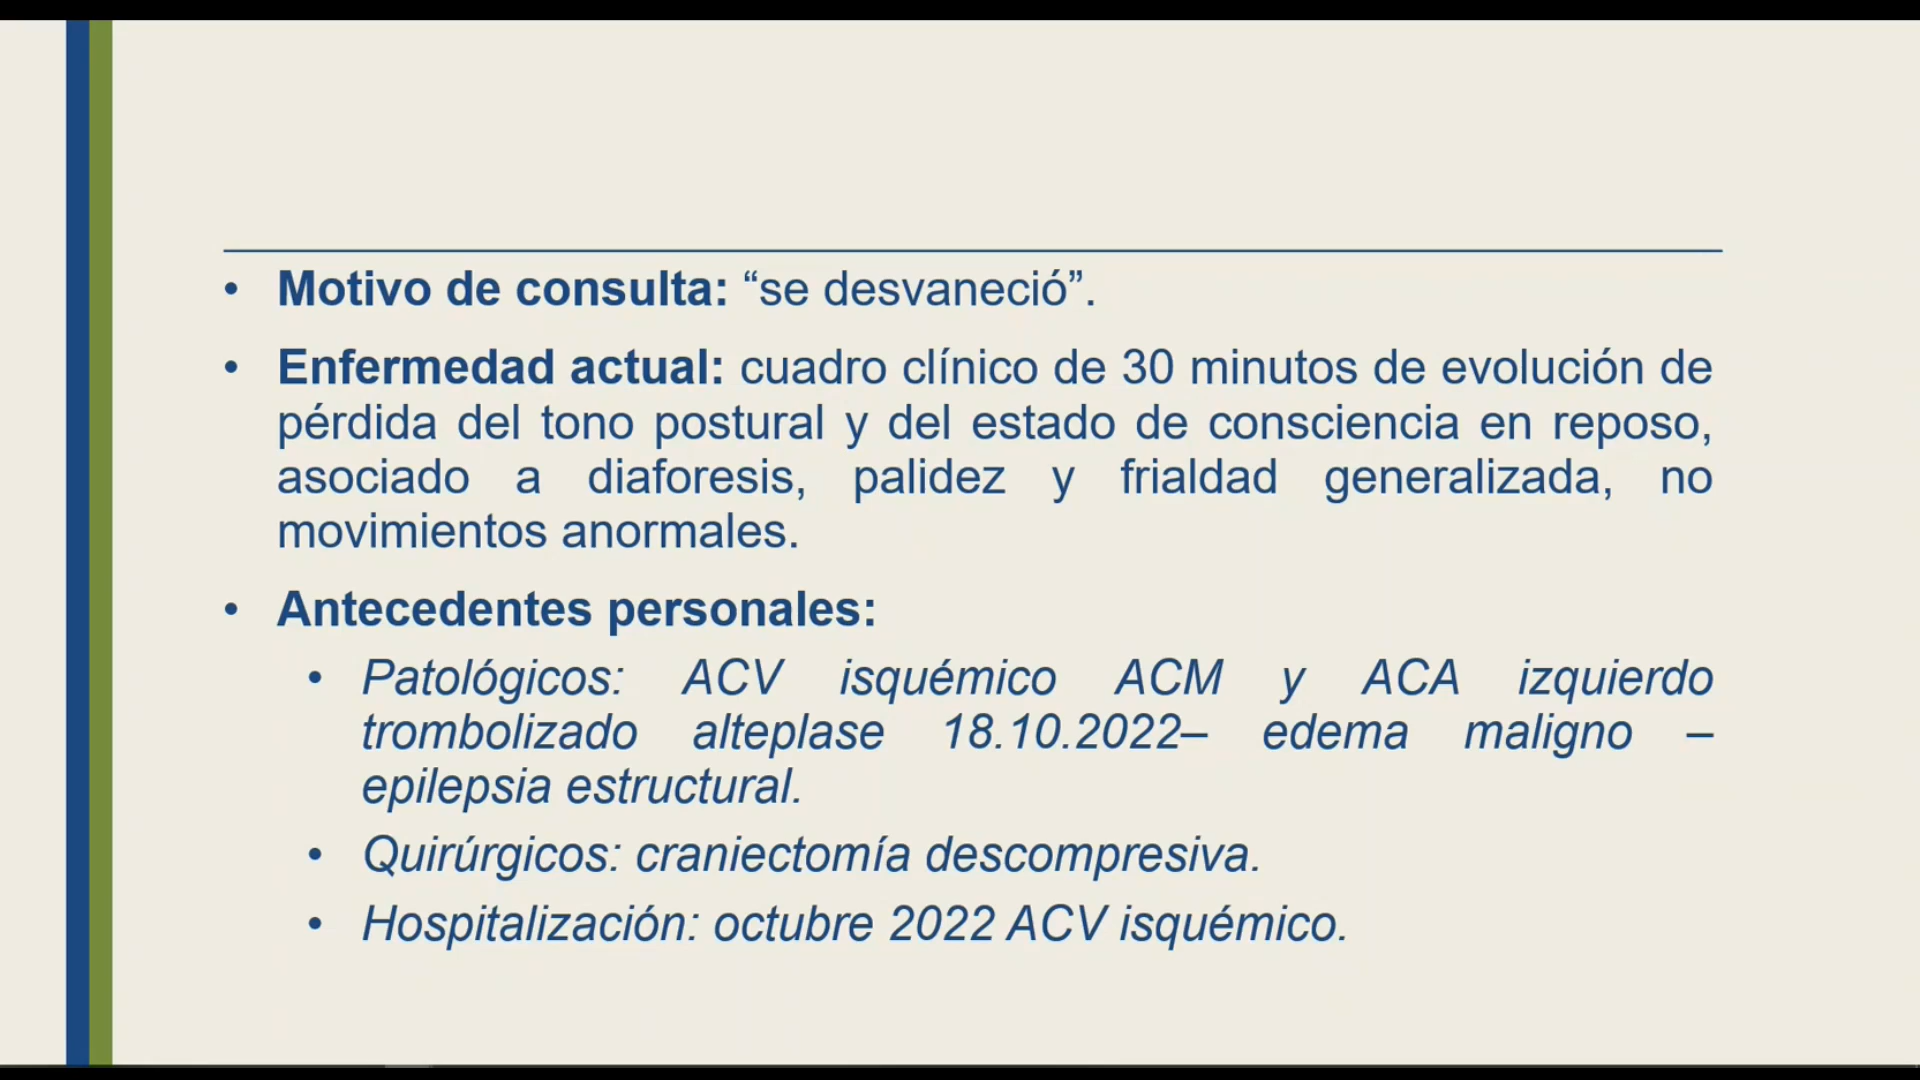 • Motivo de consulta: “se desvaneció”.
• Enfermedad actual: cuadro clínico de 30 minutos de evolución de
pérdida del tono postural y del estado de consciencia en reposo,
asociado a diaforesis, palidez y frialdad generalizada, no
movimientos anormales.
• Antecedentes personales:
• Patológicos: ACV isquémico ACM y ACA izquierdo
trombolizado alteplase 18.10.2022– edema maligno –
epilepsia estructural.
• Quirúrgicos: craniectomía descompresiva.
• Hospitalización: octubre 2022 ACV isquémico.